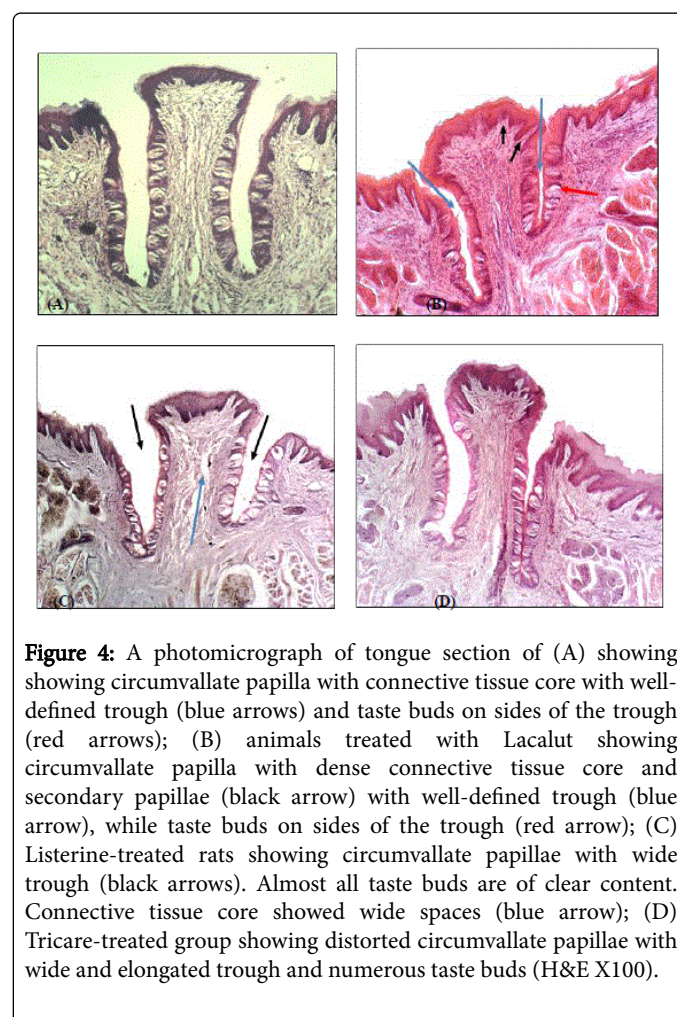 (A)
(B)
(C)
(D)
Figure 4: A photomicrograph of tongue section of (A) showing
showing circumvallate papilla with connective tissue core with well-
defined trough (blue arrows) and taste buds on sides of the trough
(red arrows); (B) animals treated with Lacalut showing
circumvallate papilla with dense connective tissue core and
secondary papillae (black arrow) with well-defined trough (blue
arrow), while taste buds on sides of the trough (red arrow); (C)
Listerine-treated rats showing circumvallate papillae with wide
trough (black arrows). Almost all taste buds are of clear content.
Connective tissue core showed wide spaces (blue arrow); (D)
Tricare-treated group showing distorted circumvallate papillae with
wide and elongated trough and numerous taste buds (H&E X100).